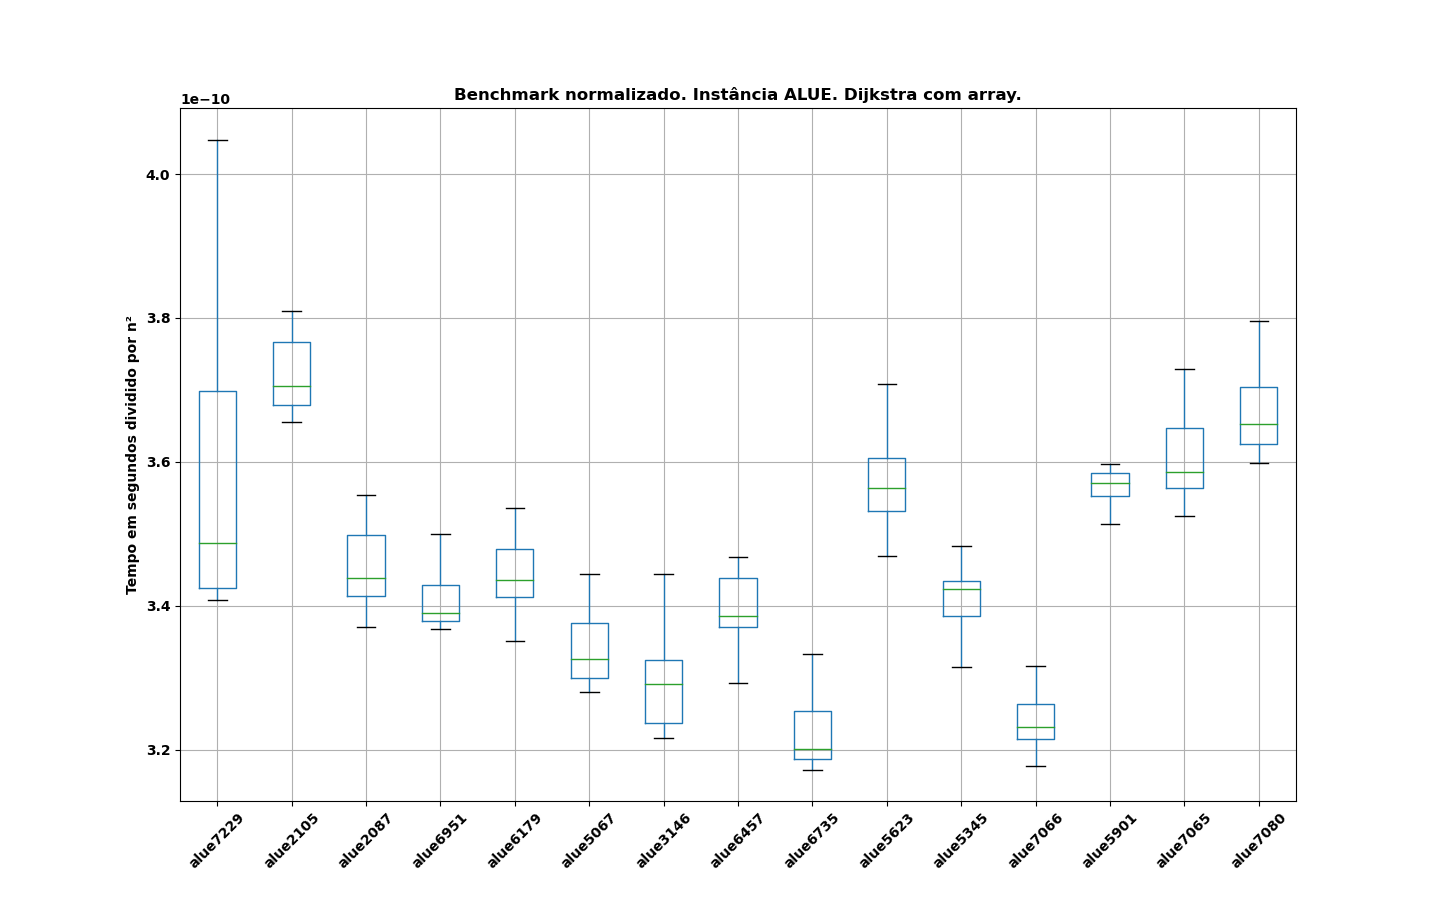 Benchmark normalizado. Instância ALUE. Dijkstra com array.
1e−10
4.0
3.8
3.6
3.4
3.2
Tempo em segundos dividido por n²
alue7229
alue2105
alue2087
alue6951
alue6179
alue5067
alue3146
alue6457
alue6735
alue5623
alue5345
alue7066
alue5901
alue7065
alue7080